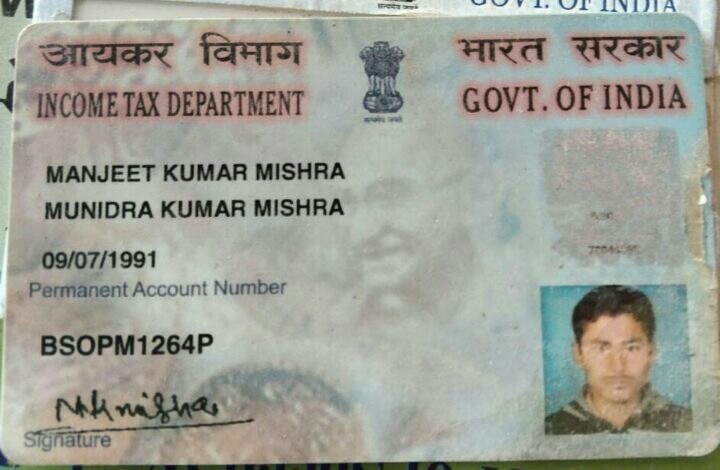 GOVT. OF INDIA
आयकर विभाग
भारत सरकार
INCOME TAX DEPARTMENT
सत्यमेव जयते
GOVT. OF INDIA
MANJEET KUMAR MISHRA
MUNIDRA KUMAR MISHRA
09/07/1991
Permanent Account Number
BSOPM1264P
Signature